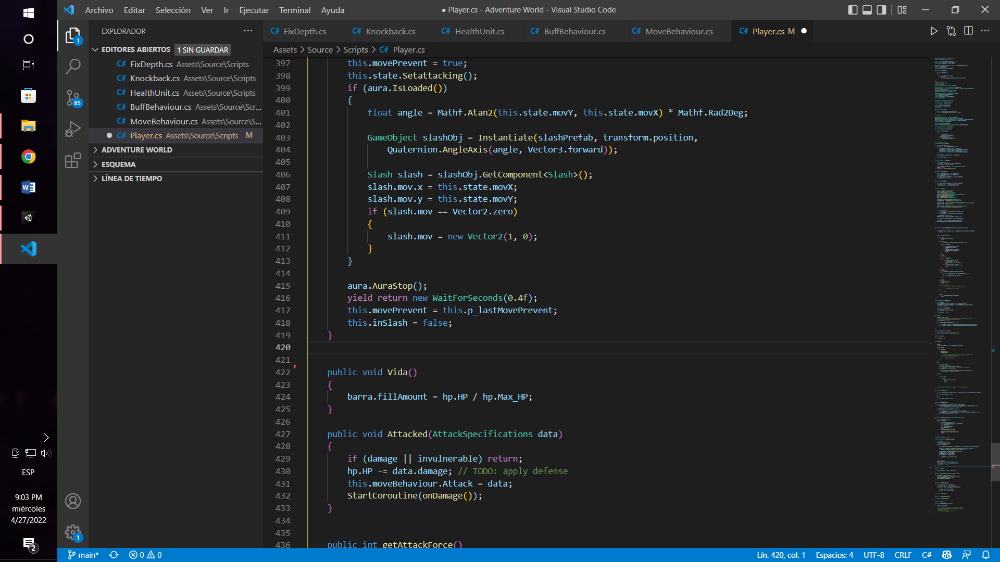 Archivo Editar Selección Ver Ir Ejecutar Terminal Ayuda
● Player.cs - Adventure World - Visual Studio Code
EXPLORADOR
FixDepth.cs Knockback.cs HealthUnit.cs BuffBehaviour.cs MoveBehaviour.cs Player.cs M
EDITORES ABIERTOS 1 SIN GUARDAR
C# FixDepth.cs Assets\Source\Scripts
C# Knockback.cs Assets\Source\Scripts
C# HealthUnit.cs Assets\Source\Scripts
C# BuffBehaviour.cs Assets\Source\Scr...
C# MoveBehaviour.cs Assets\Source\S...
C# Player.cs Assets\Source\Scripts M
ADVENTURE WORLD
ESQUEMA
LÍNEA DE TIEMPO
1
85
1
ESP
9:03 PM
miércoles
4/27/2022
2
Assets > Source > Scripts > C# Player.cs
397 this.movePrevent = true;
398 this.state.Setattacking();
399 if (aura.IsLoaded())
400 {
401 float angle = Mathf.Atan2(this.state.movY, this.state.movX) * Mathf.Rad2Deg;
402
403 GameObject slashObj = Instantiate(slashPrefab, transform.position,
404 Quaternion.AngleAxis(angle, Vector3.forward));
405
406 Slash slash = slashObj.GetComponent<Slash>();
407 slash.mov.x = this.state.movX;
408 slash.mov.y = this.state.movY;
409 if (slash.mov == Vector2.zero)
410 {
411 slash.mov = new Vector2(1, 0);
412 }
413 }
414
415 aura.AuraStop();
416 yield return new WaitForSeconds(0.4f);
417 this.movePrevent = this.p_lastMovePrevent;
418 this.inSlash = false;
419 }
420
421
422 public void Vida()
423 {
424 barra.fillAmount = hp.HP / hp.Max_HP;
425 }
426
427 public void Attacked(AttackSpecifications data)
428 {
429 if (damage || invulnerable) return;
430 hp.HP -= data.damage; // TODO: apply defense
431 this.moveBehaviour.Attack = data;
432 StartCoroutine(onDamage());
433 }
434
435
436 public int getAttackForce()
main* 0 0
Lín. 420, col. 1 Espacios: 4 UTF-8 CRLF C#